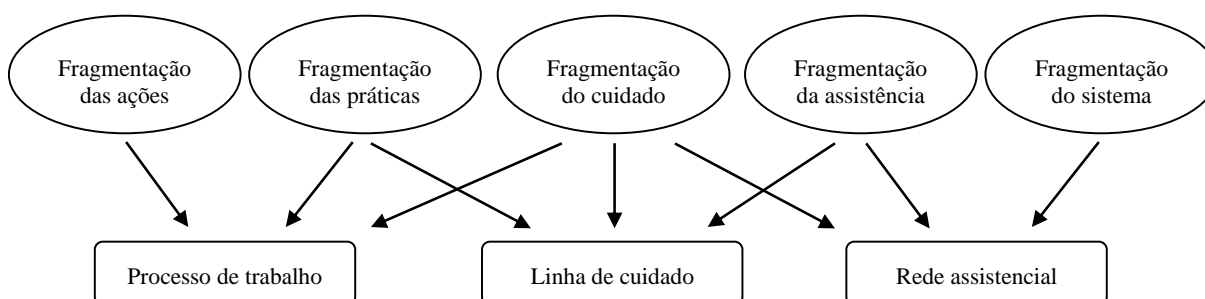 Fragmentação
das ações
Fragmentação
das práticas
Fragmentação
do cuidado
Fragmentação
da assistência
Fragmentação
do sistema
Processo de trabalho
Linha de cuidado
Rede assistencial